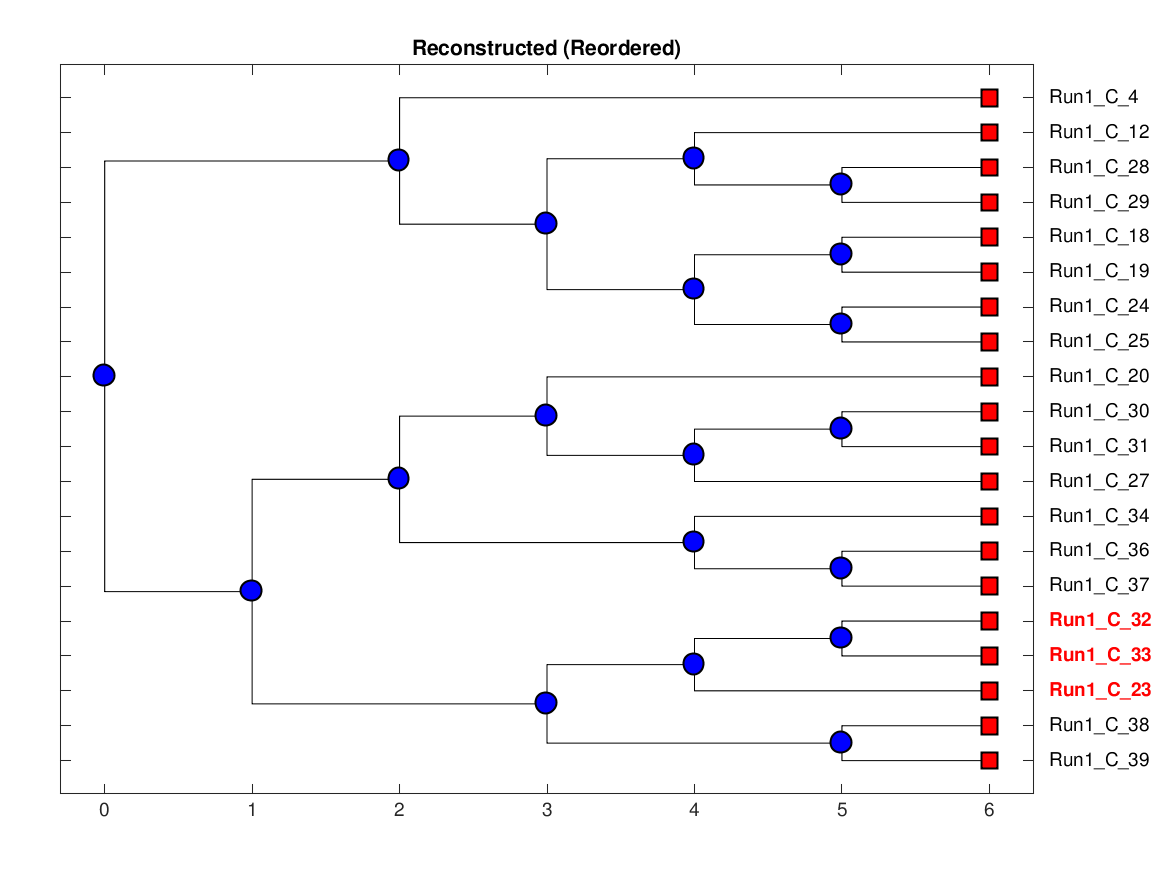 Reconstructed (Reordered)
Run1_C_4
Run1_C_12
Run1_C_28
Run1_C_29
Run1_C_18
Run1_C_19
Run1_C_24
Run1_C_25
Run1_C_20
Run1_C_30
Run1_C_31
Run1_C_27
Run1_C_34
Run1_C_36
Run1_C_37
Run1_C_32
Run1_C_33
Run1_C_23
Run1_C_38
Run1_C_39
0 1 2 3 4 5 6